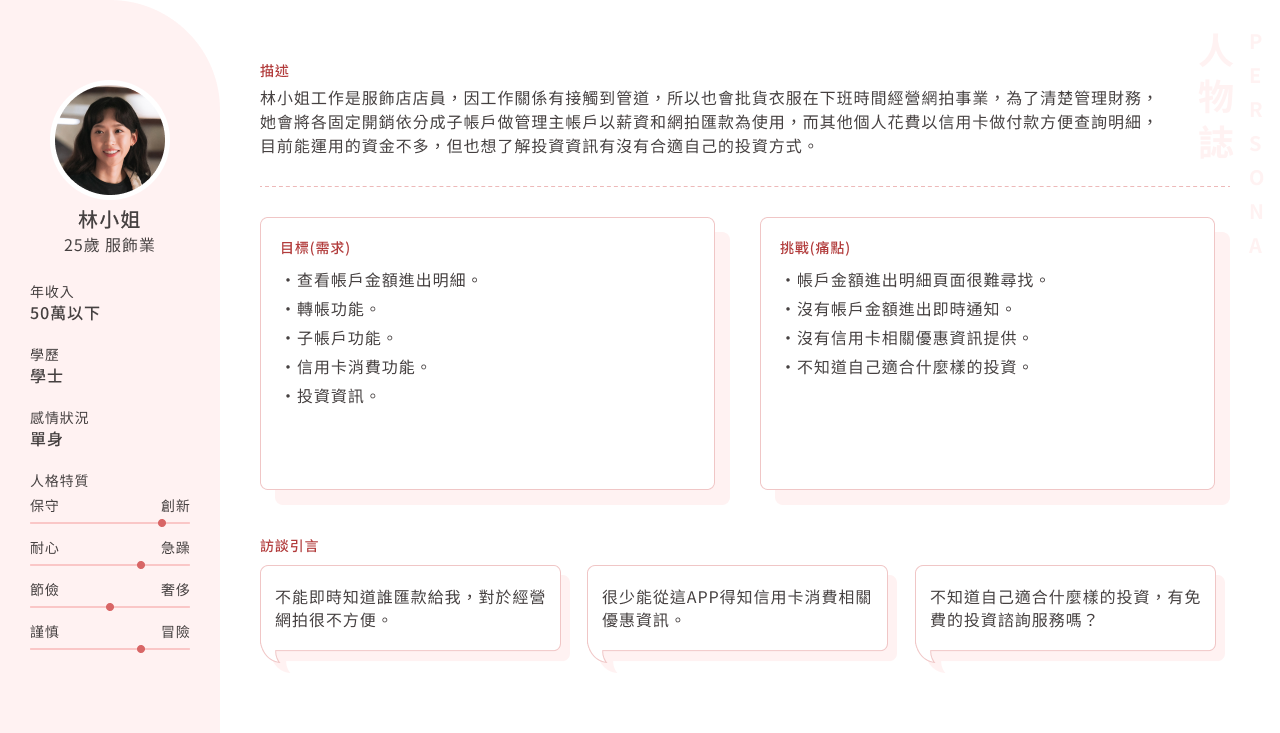 林小姐
25歲 服飾業
年收入
50萬以下
學歷
學士
感情狀況
單身
人格特質
保守 創新
耐心 急躁
節儉 奢侈
謹慎 冒險
描述
林小姐工作是服飾店店員，因工作關係有接觸到管道，所以也會批貨衣服在下班時間經營網拍事業，為了清楚管理財務，
她會將各固定開銷依分成子帳戶做管理主帳戶以薪資和網拍匯款為使用，而其他個人花費以信用卡做付款方便查詢明細，
目前能運用的資金不多，但也想了解投資資訊有沒有合適自己的投資方式。
目標(需求)
・查看帳戶金額進出明細。
・轉帳功能。
・子帳戶功能。
・信用卡消費功能。
・投資資訊。
挑戰(痛點)
・帳戶金額進出明細頁面很難尋找。
・沒有帳戶金額進出即時通知。
・沒有信用卡相關優惠資訊提供。
・不知道自己適合什麼樣的投資。
訪談引言
不能即時知道誰匯款給我，對於經營
網拍很不方便。
很少能從這APP得知信用卡消費相關
優惠資訊。
不知道自己適合什麼樣的投資，有免
費的投資諮詢服務嗎？
人物誌
PERSONA